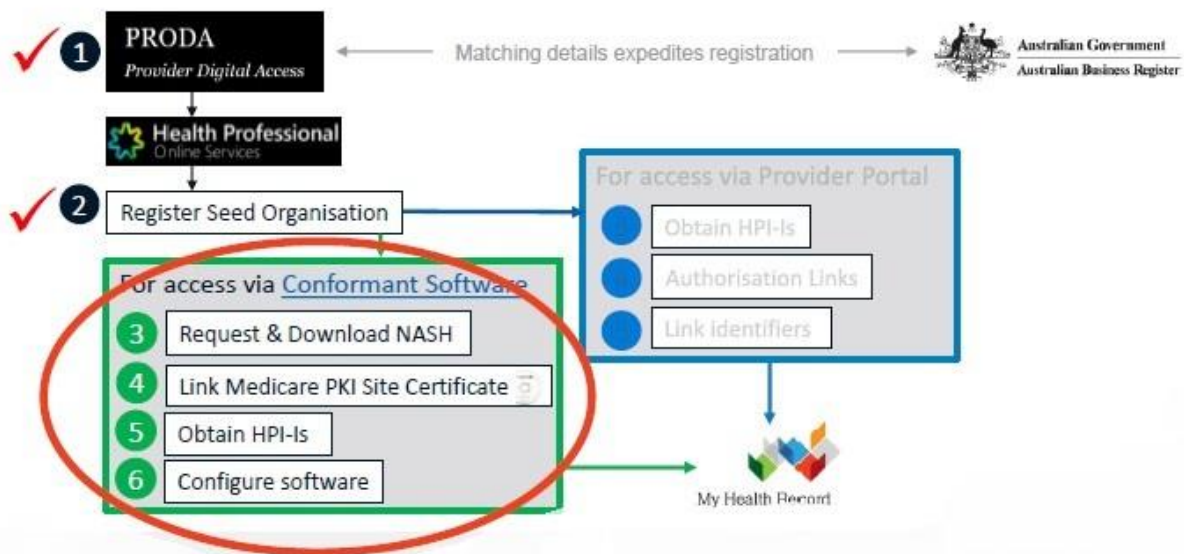 1
PRODA
Provider Digital Access
Matching details expedites registration
Australian Government
Australian Business Register
Health Professional
Online Services
2
Register Seed Organisation
For access via Provider Portal
Obtain HPI-Is
Authorisation Links
Link identifiers
For access via Conformant Software
3
Request & Download NASH
4
Link Medicare PKI Site Certificate
5
Obtain HPI-Is
6
Configure software
My Health Record